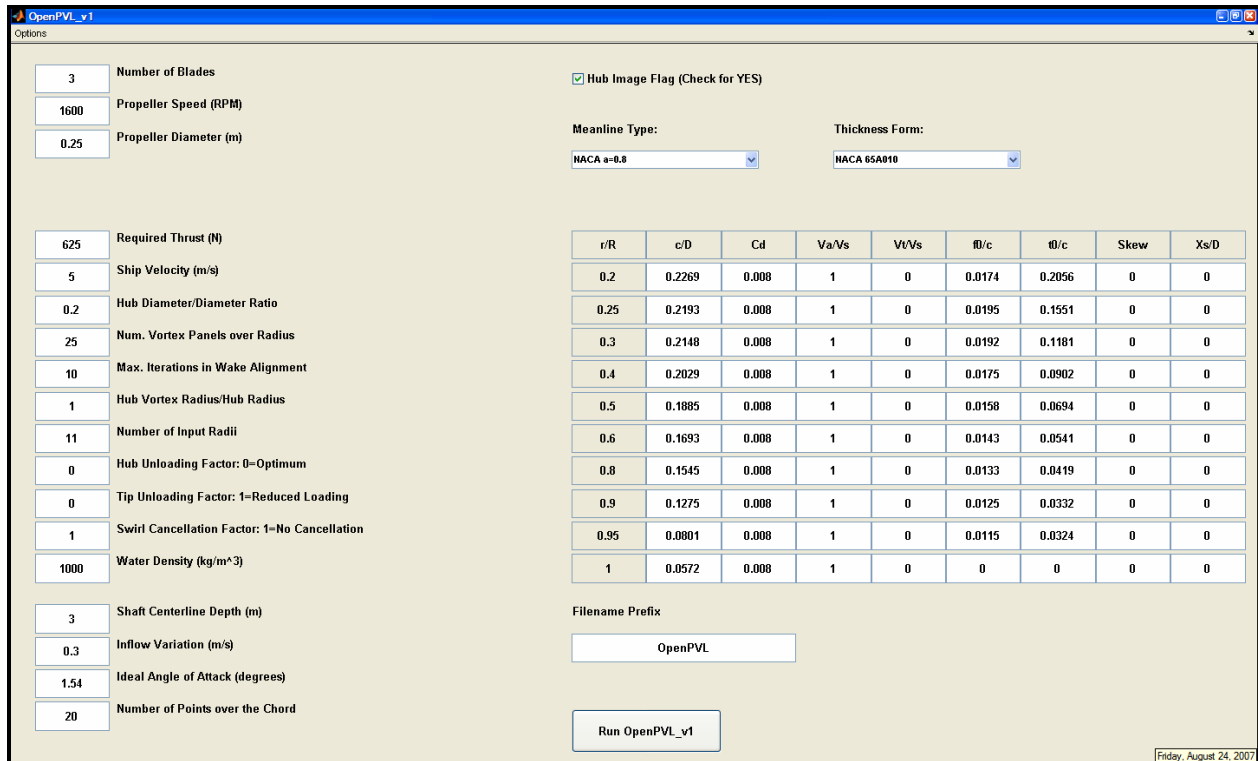 OpenPVL_v1
Options
3 Number of Blades
1600 Propeller Speed (RPM)
0.25 Propeller Diameter (m)
Hub Image Flag (Check for YES)
Meanline Type: Thickness Form:
NACA a=0.8 NACA 65A010
625 Required Thrust (N)
5 Ship Velocity (m/s)
0.2 Hub Diameter/Diameter Ratio
25 Num. Vortex Panels over Radius
10 Max. Iterations in Wake Alignment
1 Hub Vortex Radius/Hub Radius
11 Number of Input Radii
0 Hub Unloading Factor: 0=Optimum
0 Tip Unloading Factor: 1=Reduced Loading
1 Swirl Cancellation Factor: 1=No Cancellation
1000 Water Density (kg/m^3)
r/R c/D Cd Va/Vs Vt/Vs f0/c t0/c Skew Xs/D
0.2 0.2269 0.008 1 0 0.0174 0.2056 0 0
0.25 0.2193 0.008 1 0 0.0195 0.1551 0 0
0.3 0.2148 0.008 1 0 0.0192 0.1181 0 0
0.4 0.2029 0.008 1 0 0.0175 0.0902 0 0
0.5 0.1885 0.008 1 0 0.0158 0.0694 0 0
0.6 0.1693 0.008 1 0 0.0143 0.0541 0 0
0.8 0.1545 0.008 1 0 0.0133 0.0419 0 0
0.9 0.1275 0.008 1 0 0.0125 0.0332 0 0
0.95 0.0801 0.008 1 0 0.0115 0.0324 0 0
1 0.0572 0.008 1 0 0 0 0 0
3 Shaft Centerline Depth (m)
0.3 Inflow Variation (m/s)
1.54 Ideal Angle of Attack (degrees)
20 Number of Points over the Chord
Filename Prefix
OpenPVL
Run OpenPVL_v1
Friday, August 24, 2007